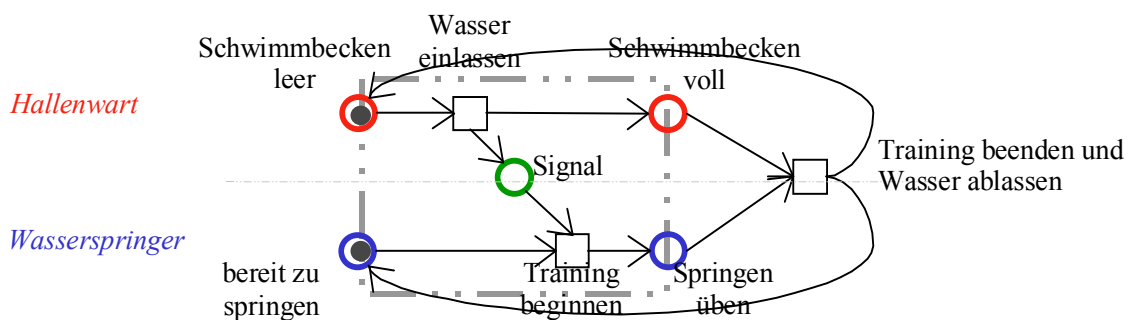 Schwimmbecken
leer
Wasser
einlassen
Schwimmbecken
voll
Hallenwart
Signal
Training beenden und
Wasser ablassen
Wasserspringer
bereit zu
springen
Training
beginnen
Springen
üben